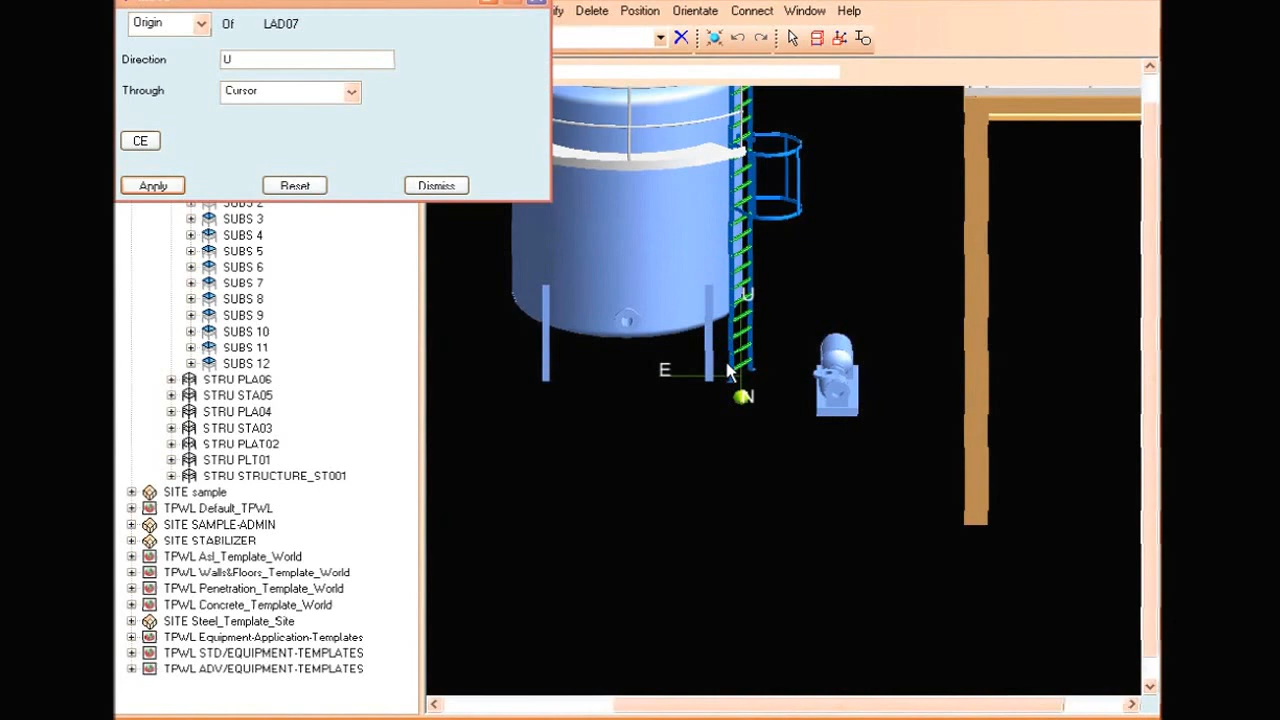 Origin Of LAD07
Delete Position Orientate Connect Window Help
Direction U
Through Cursor
CE
Apply Reset Dismiss
SUBS 3
SUBS 4
SUBS 5
SUBS 6
SUBS 7
SUBS 8
SUBS 9
SUBS 10
SUBS 11
SUBS 12
STRU PLA06
STRU STA05
STRU PLA04
STRU STA03
STRU PLAT02
STRU PLT01
STRU STRUCTURE_ST001
SITE sample
TPWL Default_TPWL
SITE SAMPLE-ADMIN
SITE STABILIZER
TPWL Asl_Template_World
TPWL Walls&Floors_Template_World
TPWL Penetration_Template_World
TPWL Concrete_Template_World
SITE Steel_Template_Site
TPWL Equipment-Application-Templates
TPWL STD/EQUIPMENT-TEMPLATES
TPWL ADV/EQUIPMENT-TEMPLATES
U
E
N